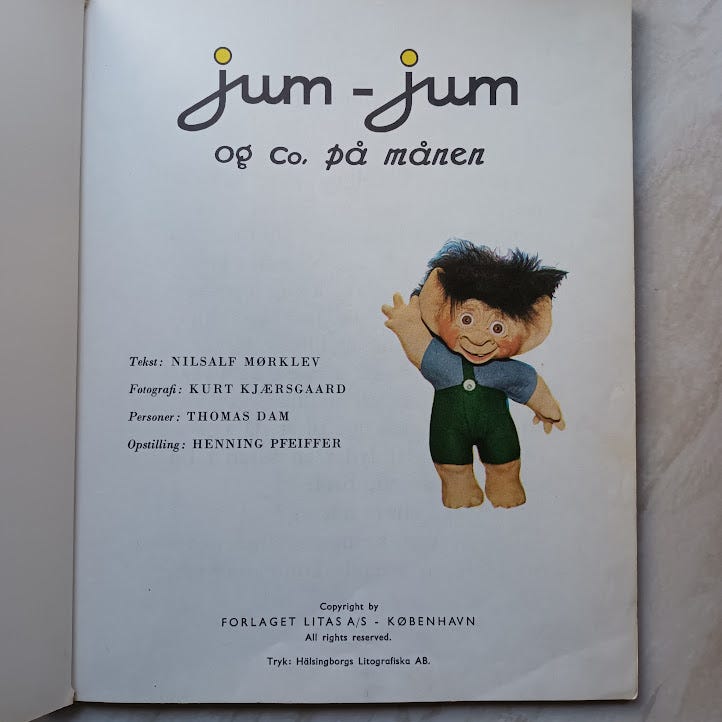 jum - jum
og Co. på månen
Tekst: NILSALF MØRKLEV
Fotografi: KURT KJÆRSGAARD
Personer: THOMAS DAM
Opstilling: HENNING PFEIFFER
Copyright by
FORLAGET LITAS A/S - KØBENHAVN
All rights reserved.
Tryk: Hälsingborgs Litografiska AB.